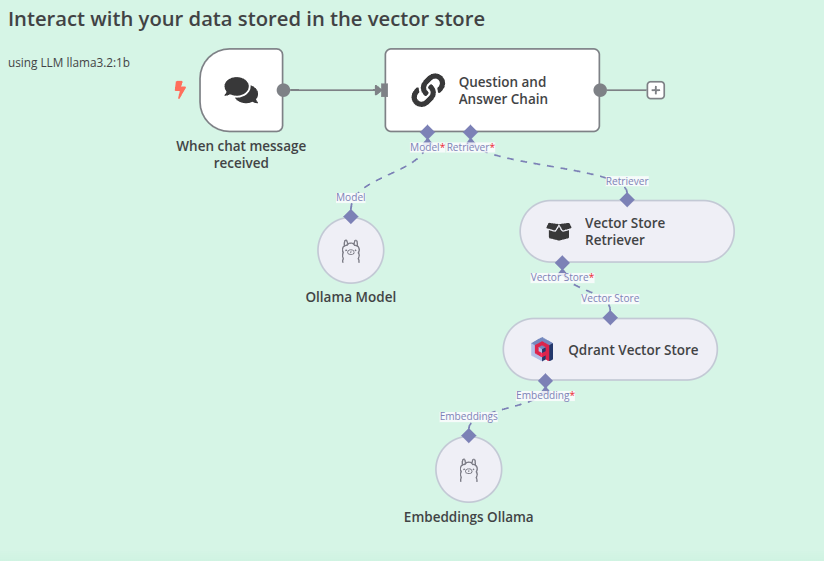 Interact with your data stored in the vector store
using LLM llama3.2:1b
Question and
Answer Chain
When chat message
received
Model* Retriever*
Model
Retriever
Vector Store
Retriever
Ollama Model
Vector Store*
Vector Store
Qdrant Vector Store
Embedding*
Embeddings
Embeddings Ollama